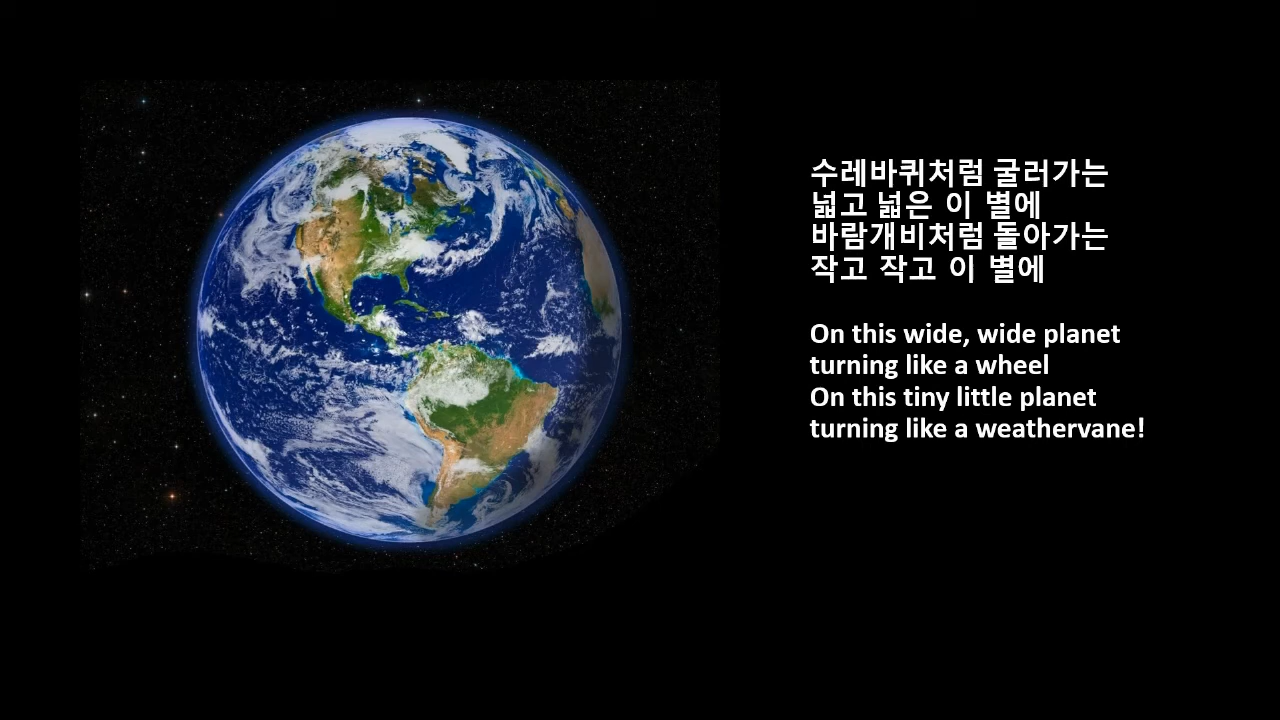 수레바퀴처럼 굴러가는
넓고 넓은 이 별에
바람개비처럼 돌아가는
작고 작고 이 별에
On this wide, wide planet
turning like a wheel
On this tiny little planet
turning like a weathervane!